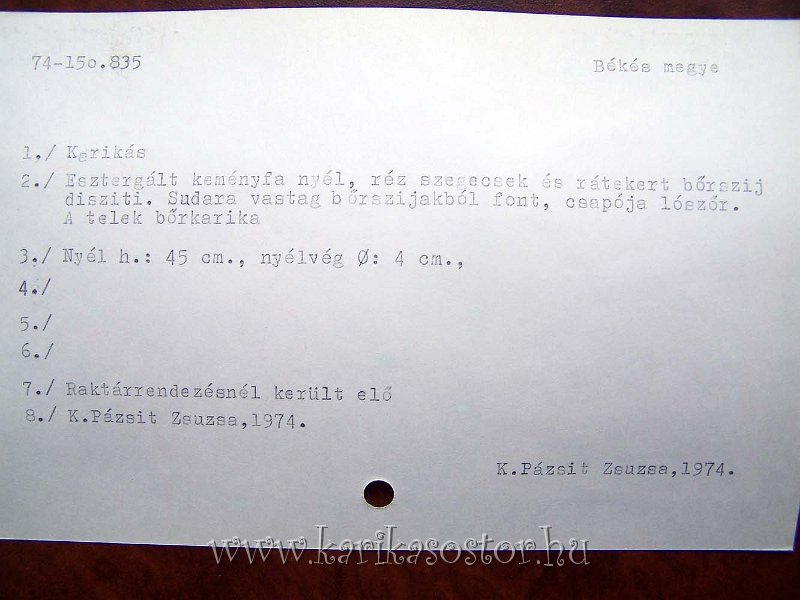 74-15o.835
Békés megye
1./ Karikás
2./ Esztergált keményfa nyél, réz szegecsek és rátekert bőrszij
disziti. Sudara vastag bőrszijakból font, csapója lószőr.
A telek bőrkarika
3./ Nyél h.: 45 cm., nyélvég Ø: 4 cm.,
4./
5./
6./
7./ Raktárrendezésnél került elő
8./ K.Pázsit Zsuzsa,1974.
K.Pázsit Zsuzsa,1974.
www.karikasostor.hu